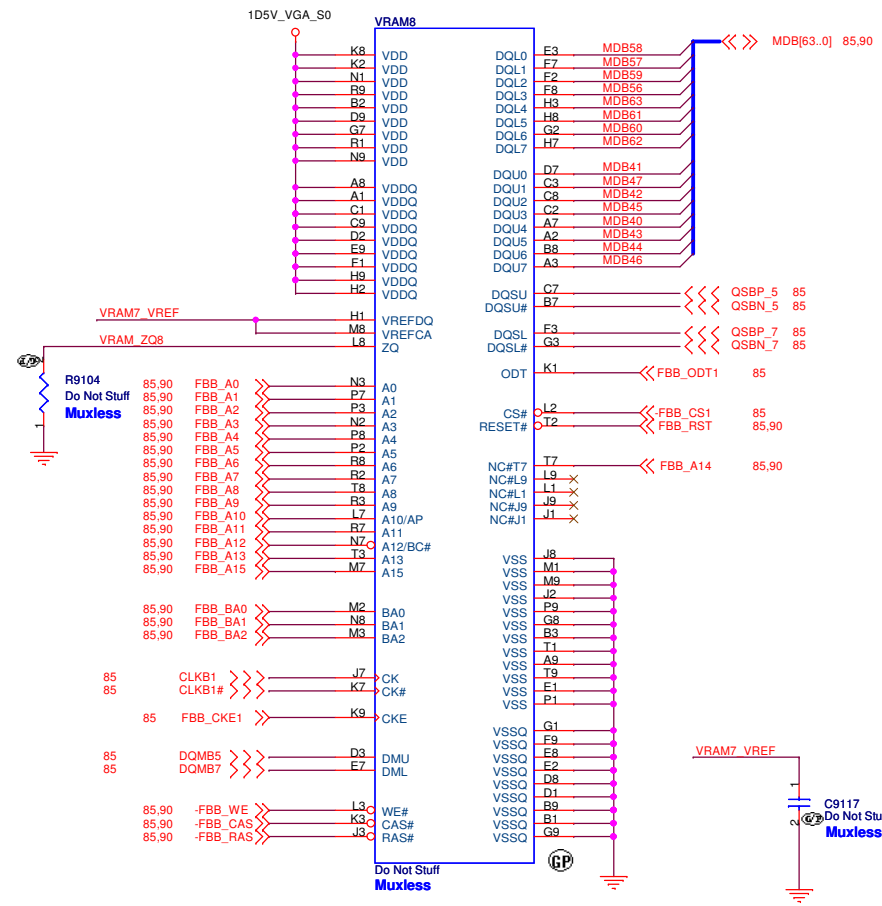 1D5V_VGA_S0
VRAM8
K8 VDD DQL0 E3 MDB58 MDB[63..0] 85,90
K2 VDD DQL1 F7 MDB57
N1 VDD DQL2 F2 MDB59
R9 VDD DQL3 F8 MDB56
B2 VDD DQL4 H3 MDB63
D9 VDD DQL5 H8 MDB61
G7 VDD DQL6 G2 MDB60
R1 VDD DQL7 H7 MDB62
N9 VDD
A8 VDDQ DQU0 D7 MDB41
A1 VDDQ DQU1 C3 MDB47
C1 VDDQ DQU2 C8 MDB42
C9 VDDQ DQU3 C2 MDB45
D2 VDDQ DQU4 A7 MDB40
E9 VDDQ DQU5 A2 MDB43
F1 VDDQ DQU6 B8 MDB44
H9 VDDQ DQU7 A3 MDB46
H2 VDDQ DQSU C7 QSBP_5 85
DQSU# B7 QSBN_5 85
VRAM7_VREF H1 VREFDQ
M8 VREFCA DQSL F3 QSBP_7 85
VRAM_ZQ8 L8 ZQ DQSL# G3 QSBN_7 85
ODT K1 FBB_ODT1 85
R9104
Do Not Stuff
Muxless
2
1
85,90 FBB_A0 N3 A0
85,90 FBB_A1 P7 A1
85,90 FBB_A2 P3 A2 CS# L2 -FBB_CS1 85
85,90 FBB_A3 N2 A3 RESET# T2 FBB_RST 85,90
85,90 FBB_A4 P8 A4
85,90 FBB_A5 P2 A5
85,90 FBB_A6 R8 A6 NC#T7 T7 FBB_A14 85,90
85,90 FBB_A7 R2 A7 NC#L9 L9
85,90 FBB_A8 T8 A8 NC#L1 L1
85,90 FBB_A9 R3 A9 NC#J9 J9
85,90 FBB_A10 L7 A10/AP NC#J1 J1
85,90 FBB_A11 R7 A11
85,90 FBB_A12 N7 A12/BC#
85,90 FBB_A13 T3 A13 VSS J8
85,90 FBB_A15 M7 A15 VSS M1
VSS M9
VSS J2
85,90 FBB_BA0 M2 BA0 VSS P9
85,90 FBB_BA1 N8 BA1 VSS G8
85,90 FBB_BA2 M3 BA2 VSS B3
VSS T1
VSS A9
85 CLKB1 J7 CK VSS T9
85 CLKB1# K7 CK# VSS E1
VSS P1
85 FBB_CKE1 K9 CKE
VSSQ G1
VSSQ F9
85 DQMB5 D3 DMU VSSQ E8
85 DQMB7 E7 DML VSSQ E2
VSSQ D8
VSSQ D1
85,90 -FBB_WE L3 WE# VSSQ B9
85,90 -FBB_CAS K3 CAS# VSSQ B1
85,90 -FBB_RAS J3 RAS# VSSQ G9
VRAM7_VREF
1
2
C9117
Do Not Stu
Muxless
GP
Do Not Stuff
Muxless